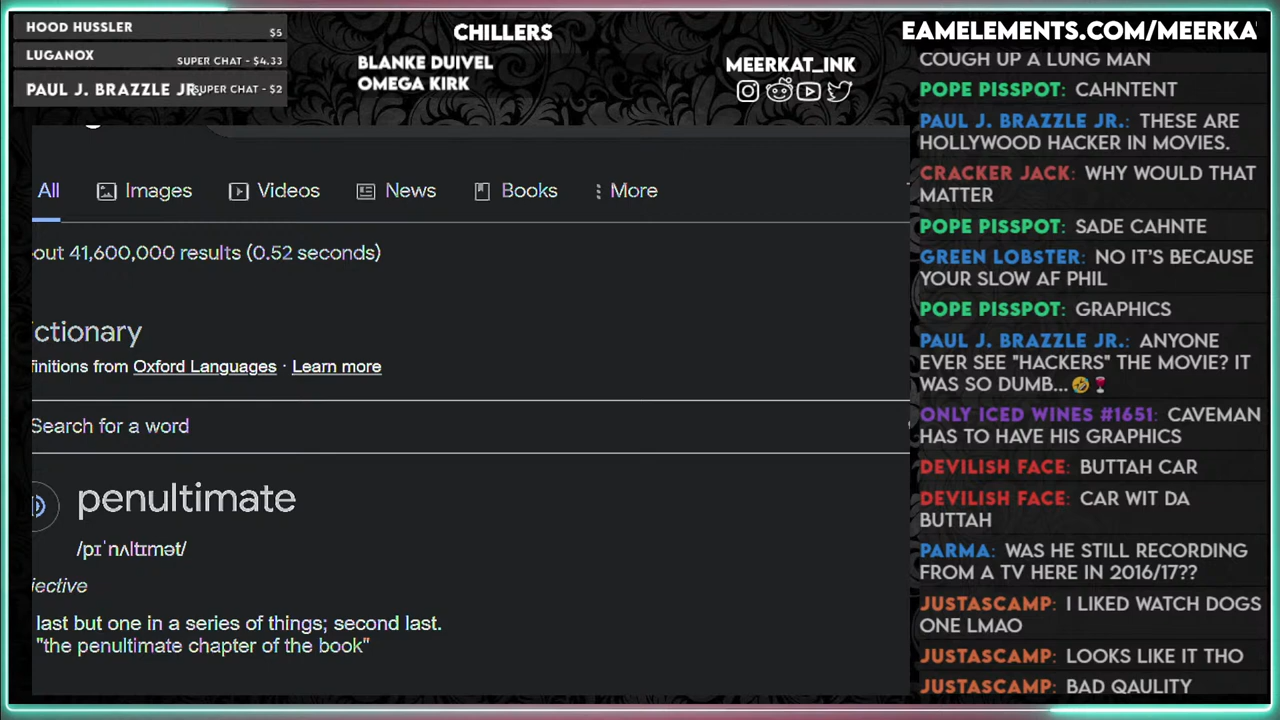 HOOD HUSSLER $5
LUGANOX SUPER CHAT - $4.33
PAUL J. BRAZZLE JR. SUPER CHAT - $2
CHILLERS
BLANKE DUIVEL
OMEGA KIRK
MEERKAT_INK
EAMELEMENTS.COM/MEERKA
All Images Videos News Books More
out 41,600,000 results (0.52 seconds)
ctionary
finitions from Oxford Languages · Learn more
Search for a word
penultimate
/pɪˈnʌltɪmət/
jective
last but one in a series of things; second last.
"the penultimate chapter of the book"
COUGH UP A LUNG MAN
POPE PISSPOT: CAHNTENT
PAUL J. BRAZZLE JR.: THESE ARE
HOLLYWOOD HACKER IN MOVIES.
CRACKER JACK: WHY WOULD THAT
MATTER
POPE PISSPOT: SADE CAHNTE
GREEN LOBSTER: NO IT'S BECAUSE
YOUR SLOW AF PHIL
POPE PISSPOT: GRAPHICS
PAUL J. BRAZZLE JR.: ANYONE
EVER SEE "HACKERS" THE MOVIE? IT
WAS SO DUMB...🤣🍷
ONLY ICED WINES #1651: CAVEMAN
HAS TO HAVE HIS GRAPHICS
DEVILISH FACE: BUTTAH CAR
DEVILISH FACE: CAR WIT DA
BUTTAH
PARMA: WAS HE STILL RECORDING
FROM A TV HERE IN 2016/17??
JUSTASCAMP: I LIKED WATCH DOGS
ONE LMAO
JUSTASCAMP: LOOKS LIKE IT THO
JUSTASCAMP: BAD QAULITY